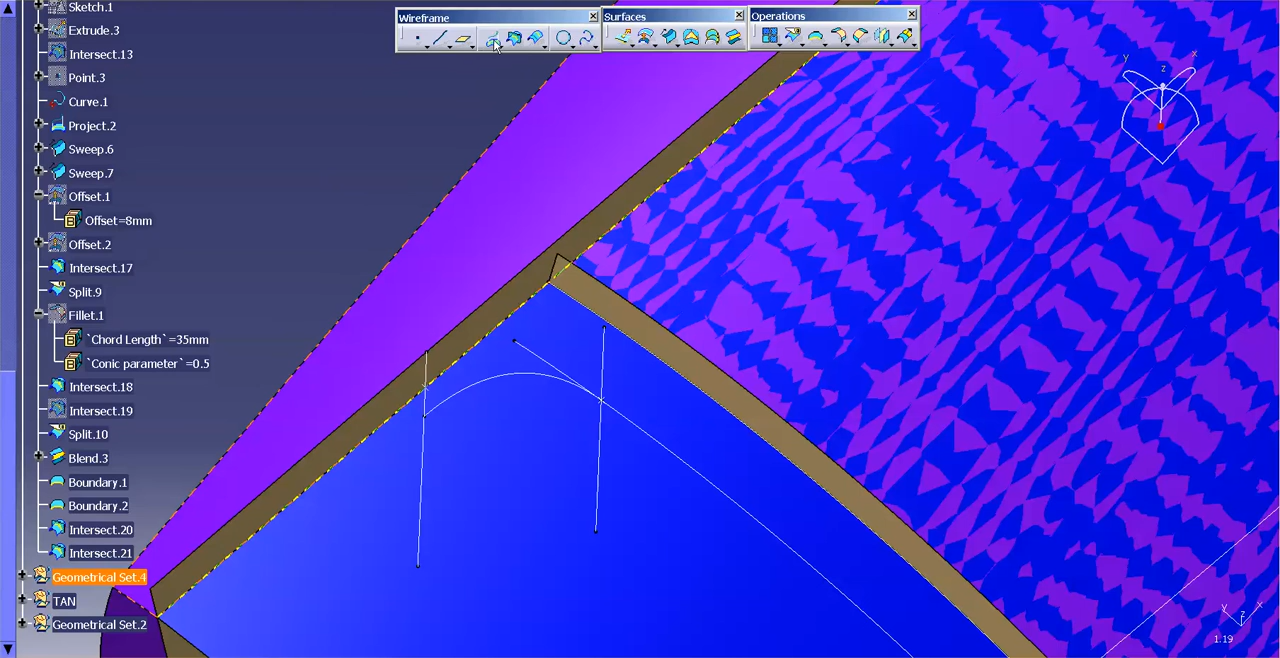 Wireframe
Surfaces
Operations
Sketch.1
Extrude.3
Intersect.13
Point.3
Curve.1
Project.2
Sweep.6
Sweep.7
Offset.1
Offset=8mm
Offset.2
Intersect.17
Split.9
Fillet.1
`Chord Length`=35mm
`Conic parameter`=0.5
Intersect.18
Intersect.19
Split.10
Blend.3
Boundary.1
Boundary.2
Intersect.20
Intersect.21
Geometrical Set.4
TAN
Geometrical Set.2
y z x
y z x
1.19